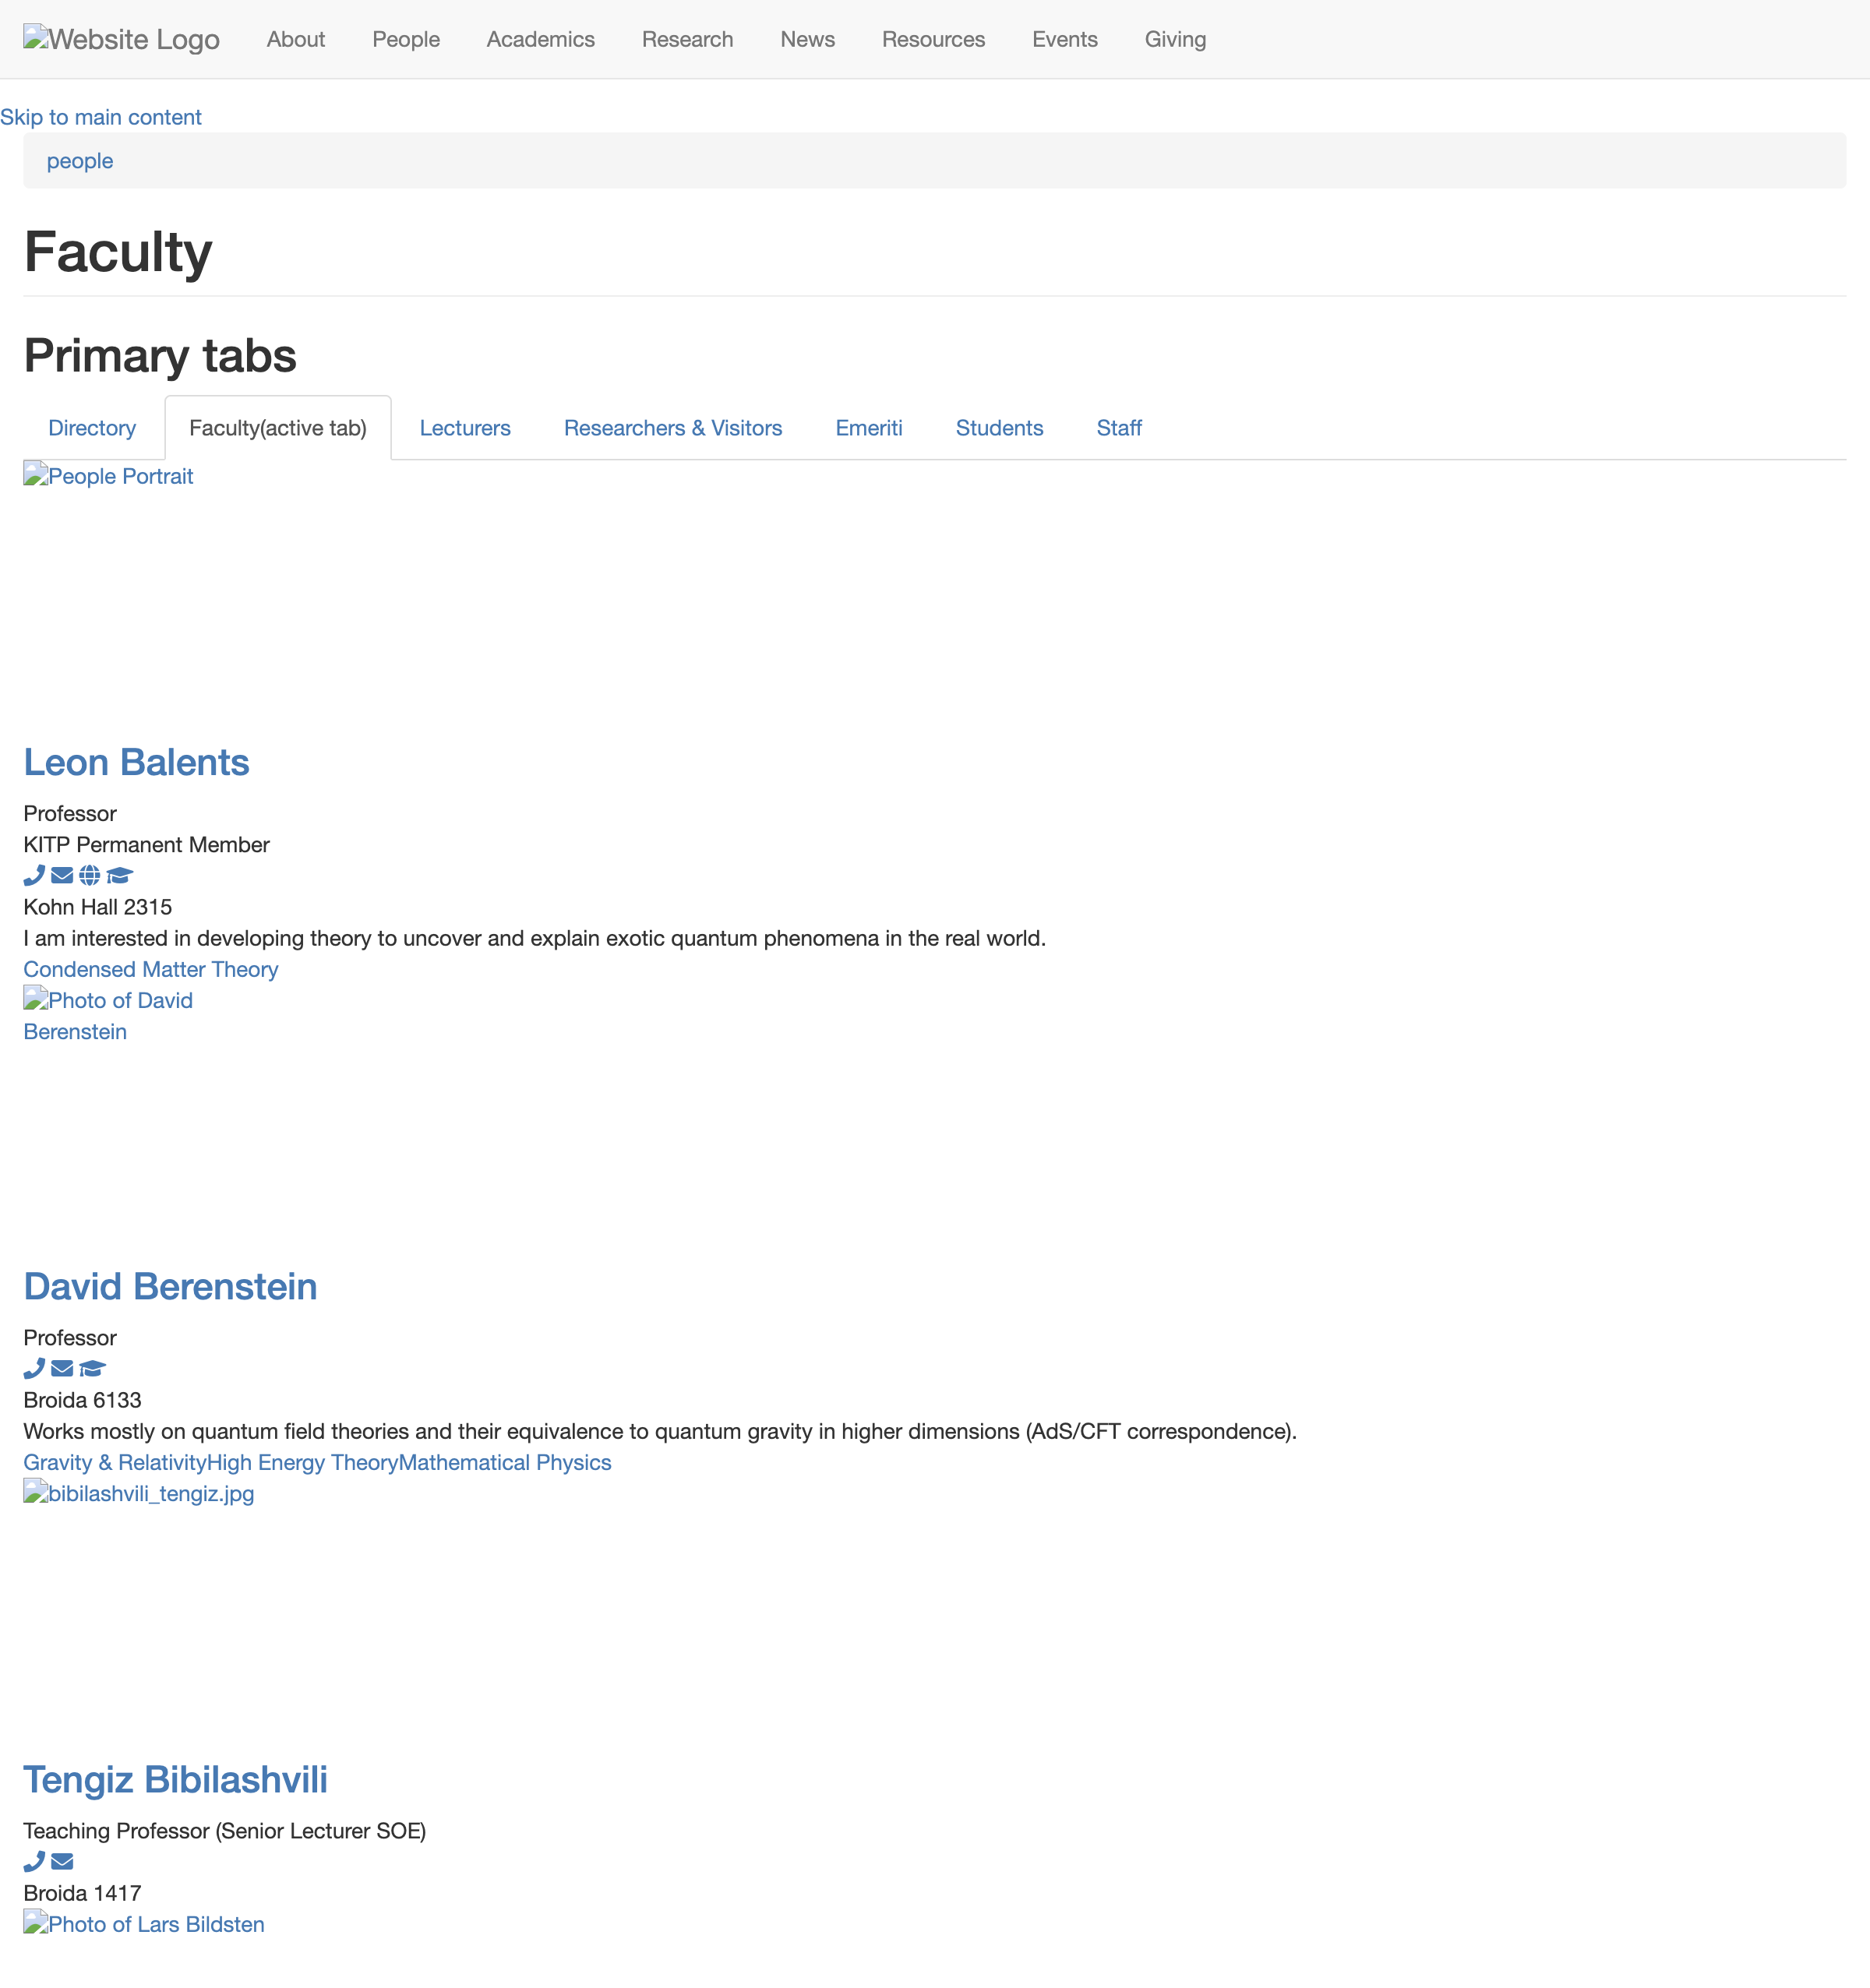 Website Logo About People Academics Research News Resources Events Giving
Skip to main content
people
Faculty
Primary tabs
Directory Faculty(active tab) Lecturers Researchers & Visitors Emeriti Students Staff
People Portrait
Leon Balents
Professor
KITP Permanent Member
Kohn Hall 2315
I am interested in developing theory to uncover and explain exotic quantum phenomena in the real world.
Condensed Matter Theory
Photo of David
Berenstein
David Berenstein
Professor
Broida 6133
Works mostly on quantum field theories and their equivalence to quantum gravity in higher dimensions (AdS/CFT correspondence).
Gravity & RelativityHigh Energy TheoryMathematical Physics
bibilashvili_tengiz.jpg
Tengiz Bibilashvili
Teaching Professor (Senior Lecturer SOE)
Broida 1417
Photo of Lars Bildsten